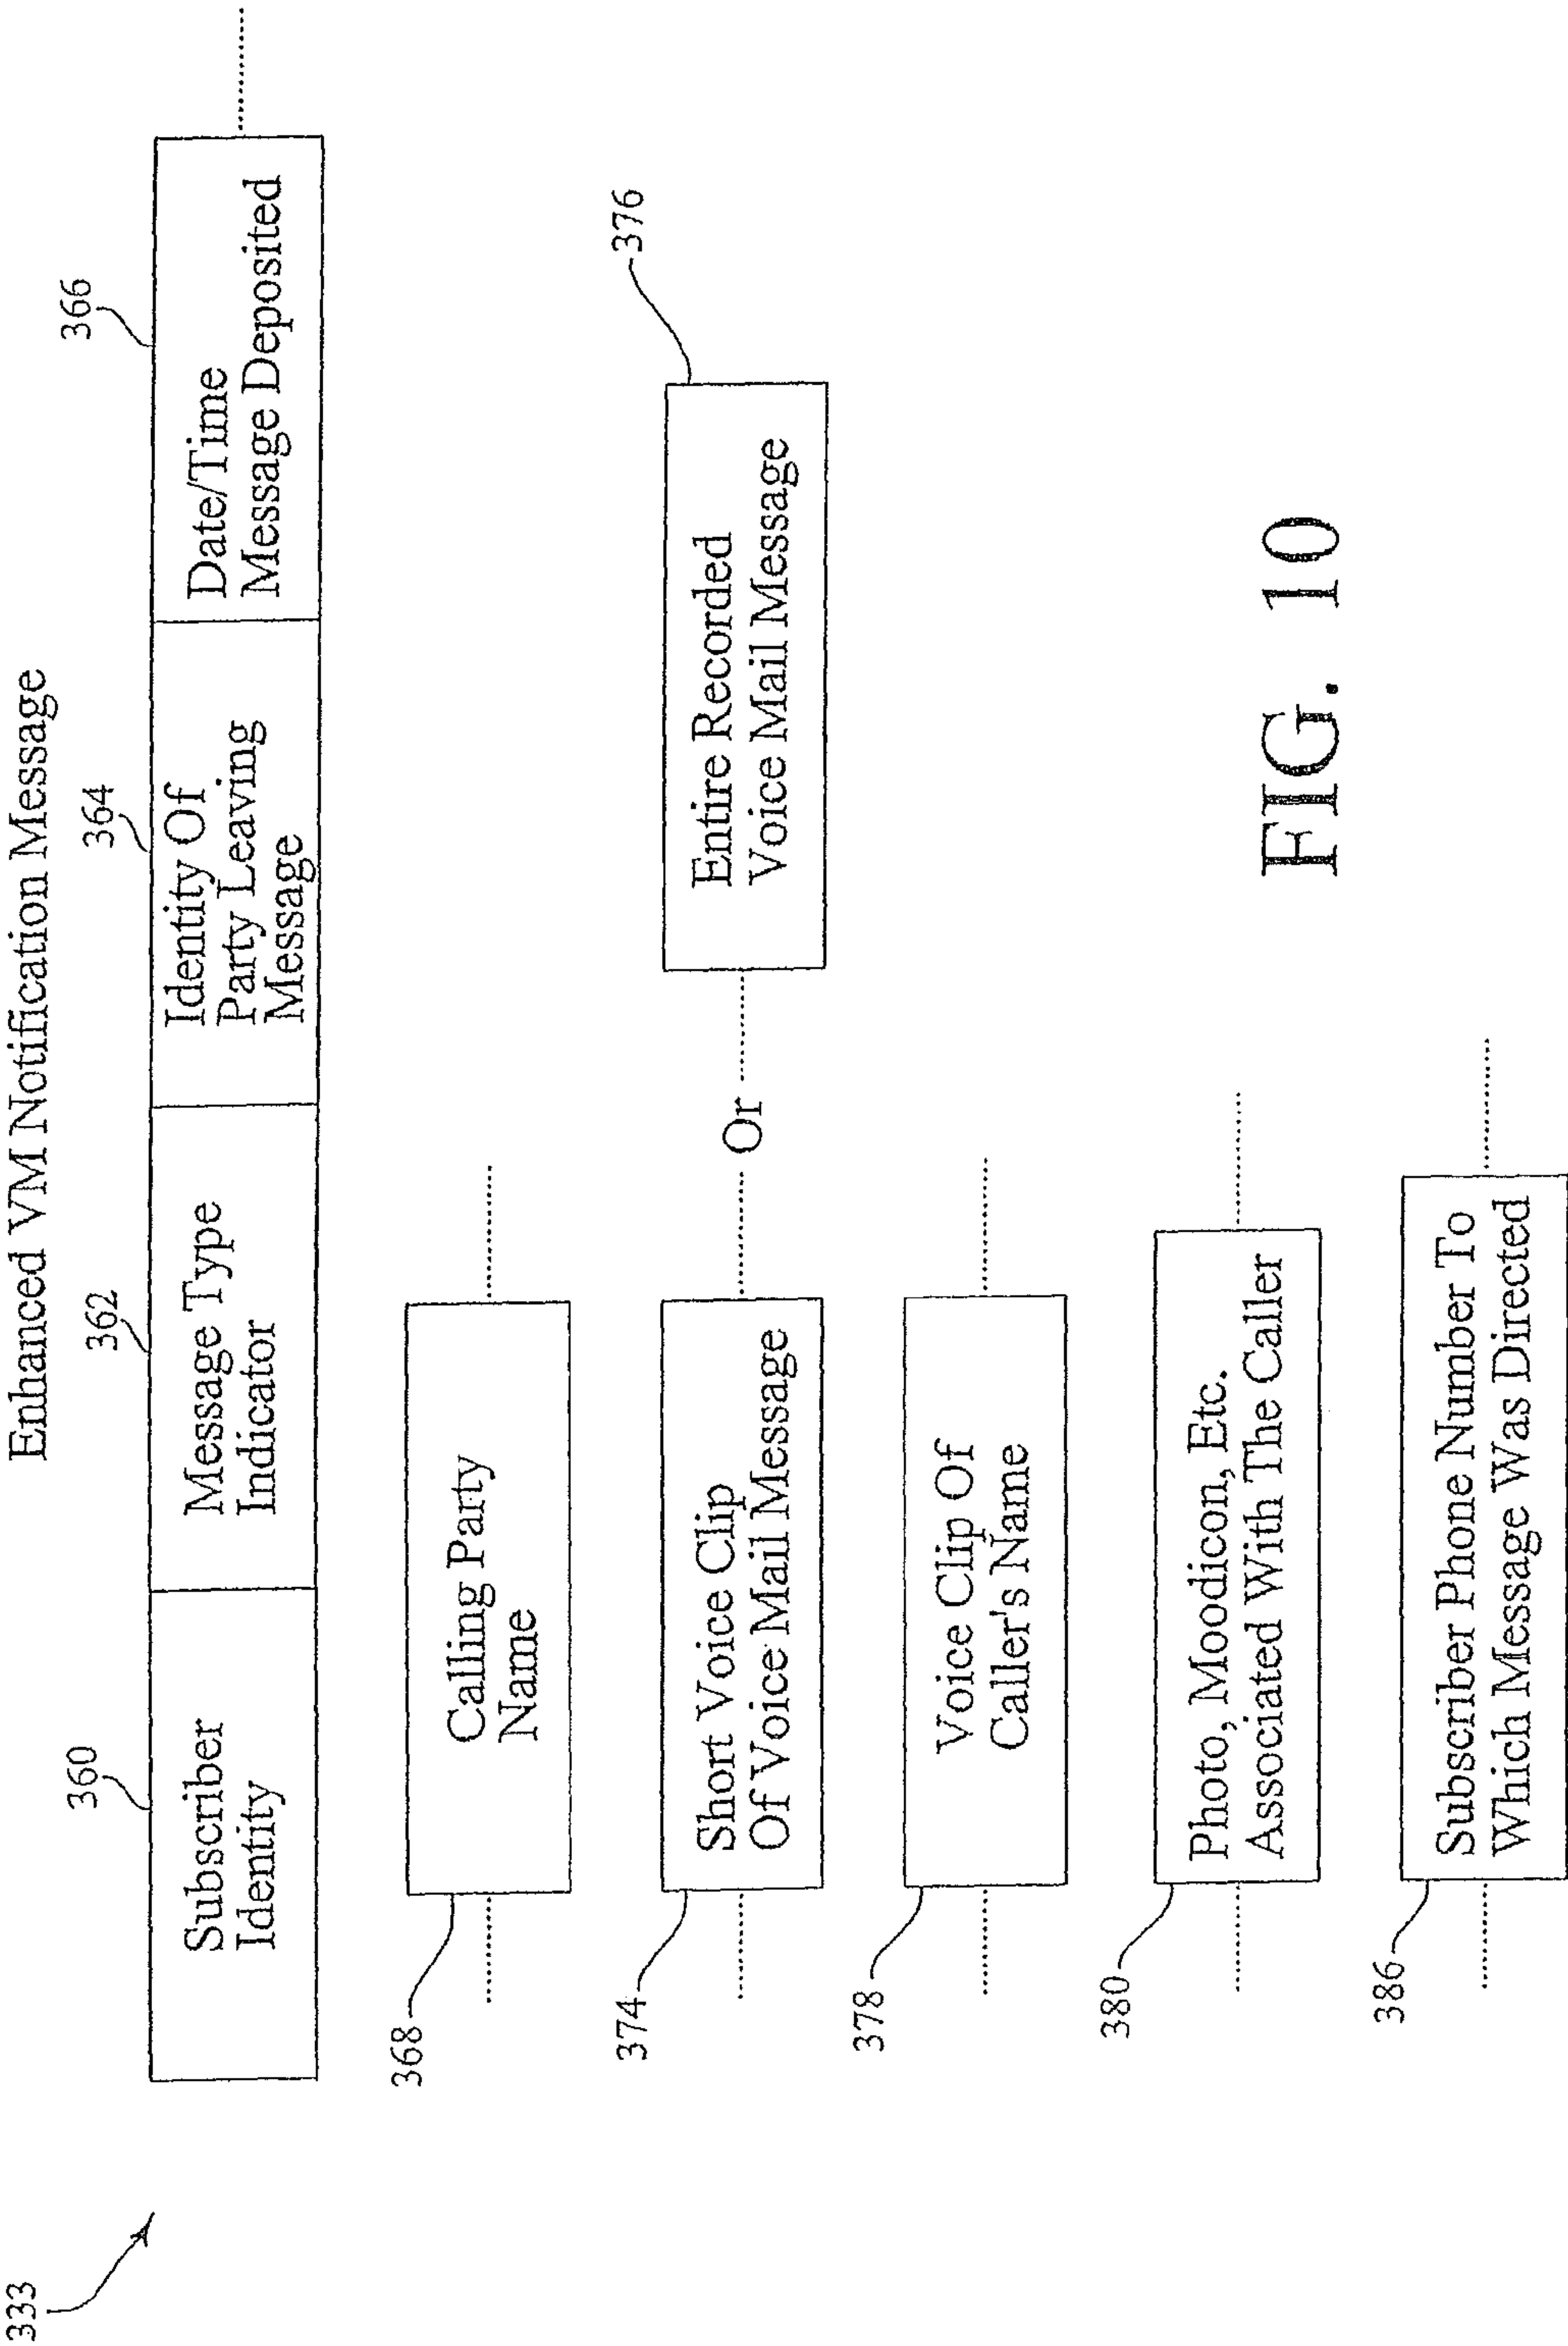 Enhanced VM Notification Message
333
360
362
364
366
Subscriber
Identity
Message Type
Indicator
Identity Of
Party Leaving
Message
Date/Time
Message Deposited
368
Calling Party
Name
374
Short Voice Clip
Of Voice Mail Message
Or
376
Entire Recorded
Voice Mail Message
378
Voice Clip Of
Caller's Name
380
Photo, Moodicon, Etc.
Associated With The Caller
386
Subscriber Phone Number To
Which Message Was Directed
FIG. 10